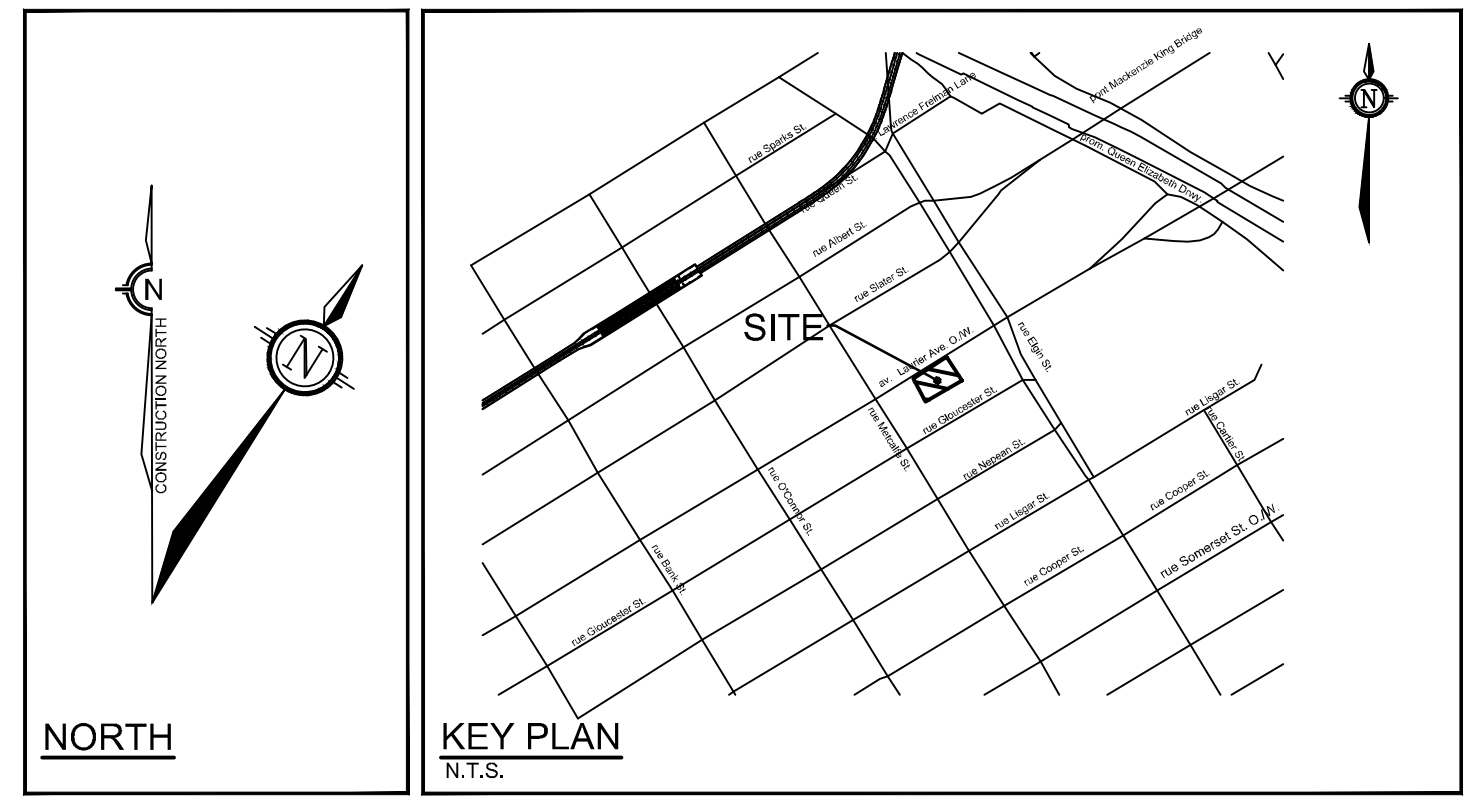 N
CONSTRUCTION NORTH
N
NORTH
pont Mackenzie King Bridge
Lawrence Freiman Lane
N
rue Sparks St.
prom. Queen Elizabeth Drwy.
rue Queen St.
rue Albert St.
rue Slater St.
SITE
av. Laurier Ave. O./W.
rue Elgin St.
rue Gloucester St.
rue Metcalfe St.
rue Lisgar St.
rue Cartier St.
rue Nepean St.
rue O'Connor St.
rue Cooper St.
rue Lisgar St.
rue Somerset St. O./W.
rue Bank St.
rue Cooper St.
rue Gloucester St.
KEY PLAN
N.T.S.